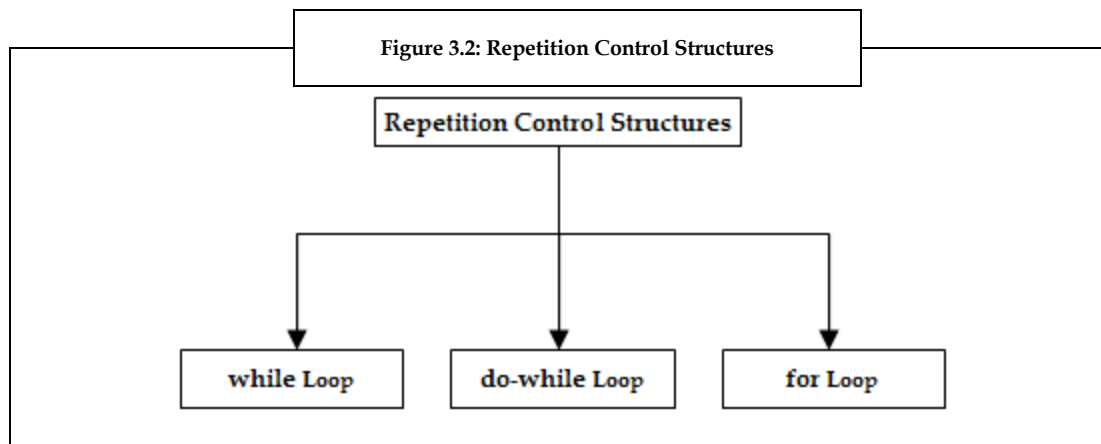 Figure 3.2: Repetition Control Structures
Repetition Control Structures
while Loop
do-while Loop
for Loop